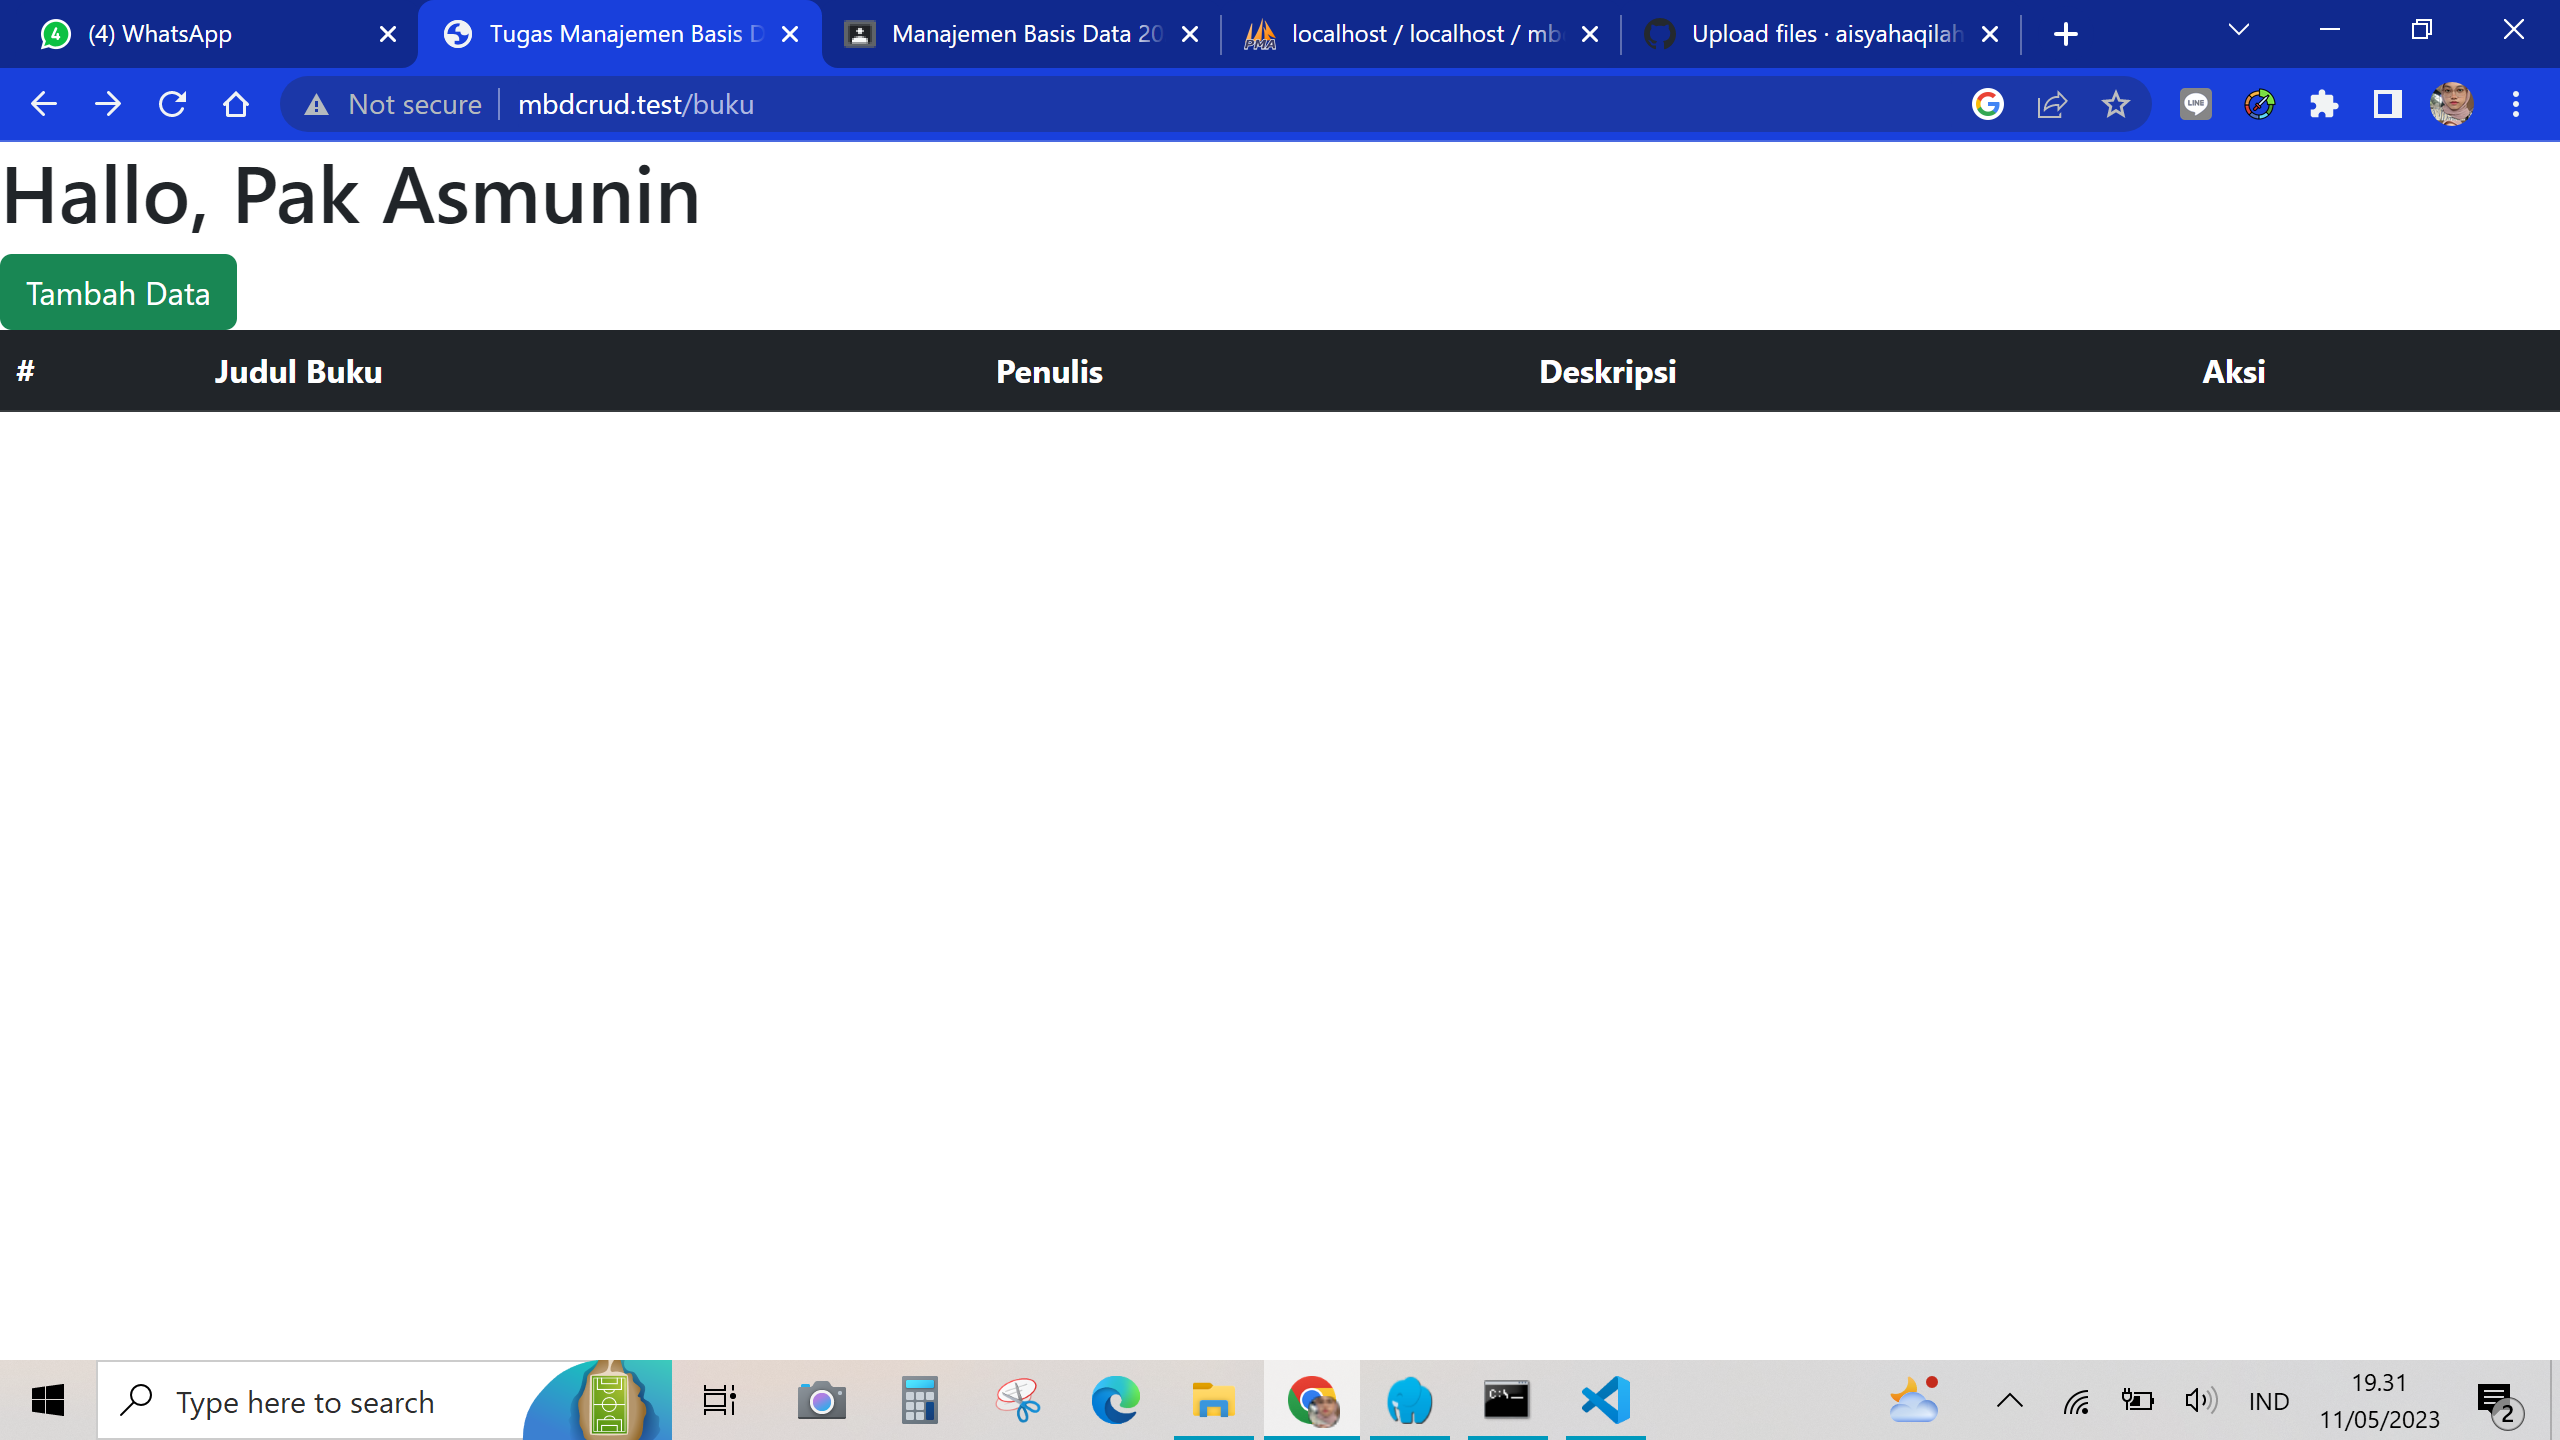 (4) WhatsApp
Tugas Manajemen Basis D
Manajemen Basis Data 20
localhost / localhost / mb
Upload files · aisyahaqilah
Not secure
mbdcrud.test/buku
Hallo, Pak Asmunin
Tambah Data
# Judul Buku Penulis Deskripsi Aksi
Type here to search
IND
19.31
11/05/2023
2